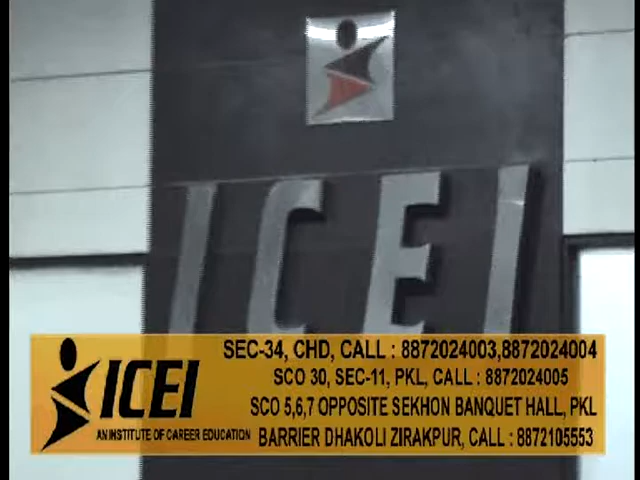 ICEI
SEC-34, CHD, CALL : 8872024003,8872024004
ICEI
SCO 30, SEC-11, PKL, CALL : 8872024005
SCO 5,6,7 OPPOSITE SEKHON BANQUET HALL, PKL
AN INSTITUTE OF CAREER EDUCATION
BARRIER DHAKOLI ZIRAKPUR, CALL : 8872105553